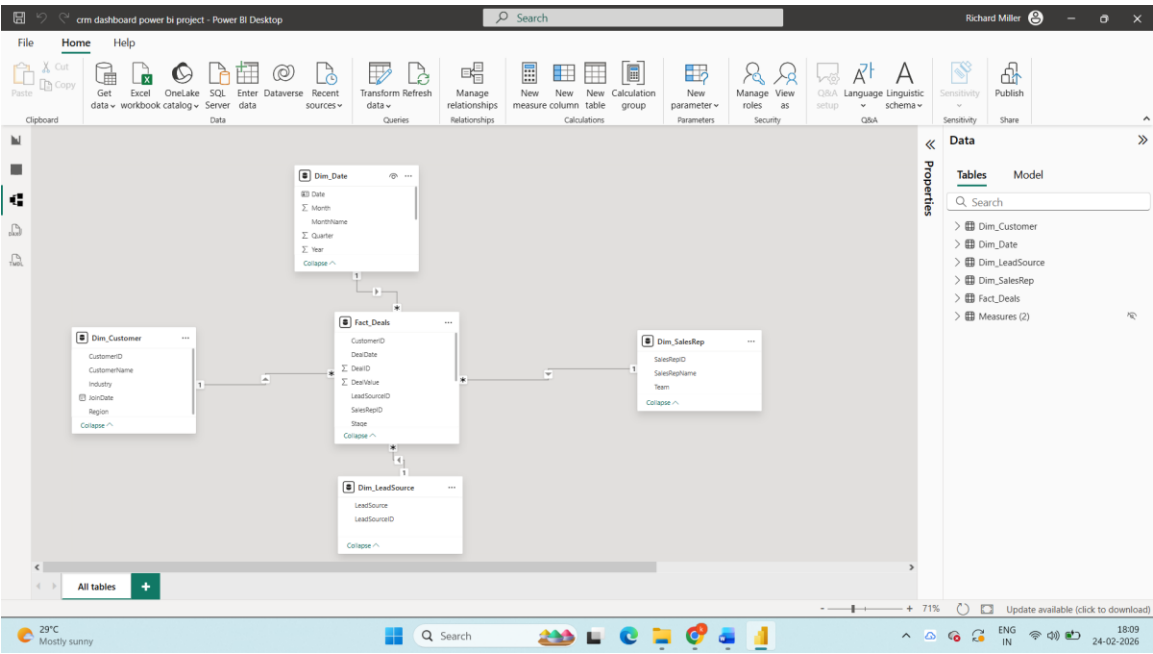 crm dashboard power bi project - Power BI Desktop
Search
Richard Miller
File Home Help
Paste
Cut
Copy
Get data
Excel workbook
OneLake catalog
SQL Server
Enter data
Dataverse
Recent sources
Transform data
Refresh
Manage relationships
New measure
New column
New table
Calculation group
New parameter
Manage roles
View as
Q&A setup
Language
Linguistic schema
Sensitivity
Publish
Clipboard
Data
Queries
Relationships
Calculations
Parameters
Security
Q&A
Sensitivity
Share
Dim_Date
Date
Month
MonthName
Quarter
Year
Collapse
1
*
Dim_Customer
CustomerID
CustomerName
Industry
JoinDate
Region
Collapse
1
*
Fact_Deals
CustomerID
DealDate
DealID
DealValue
LeadSourceID
SalesRepID
Stage
Collapse
*
1
Dim_SalesRep
SalesRepID
SalesRepName
Team
Collapse
*
1
Dim_LeadSource
LeadSource
LeadSourceID
Collapse
Properties
Data
Tables Model
Search
Dim_Customer
Dim_Date
Dim_LeadSource
Dim_SalesRep
Fact_Deals
Measures (2)
All tables
+
- + 71%
Update available (click to download)
29°C
Mostly sunny
Search
ENG
IN
18:09
24-02-2026